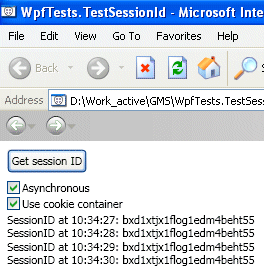 WpfTests.TestSessionId - Microsoft Inte
File Edit View Go To Favorites Help
Back Search
Address D:\Work_active\GMS\WpfTests.TestSes
Get session ID
Asynchronous
Use cookie container
SessionID at 10:34:27: bxd1xtjx1flog1edm4beht55
SessionID at 10:34:28: bxd1xtjx1flog1edm4beht55
SessionID at 10:34:29: bxd1xtjx1flog1edm4beht55
SessionID at 10:34:30: bxd1xtjx1flog1edm4beht55